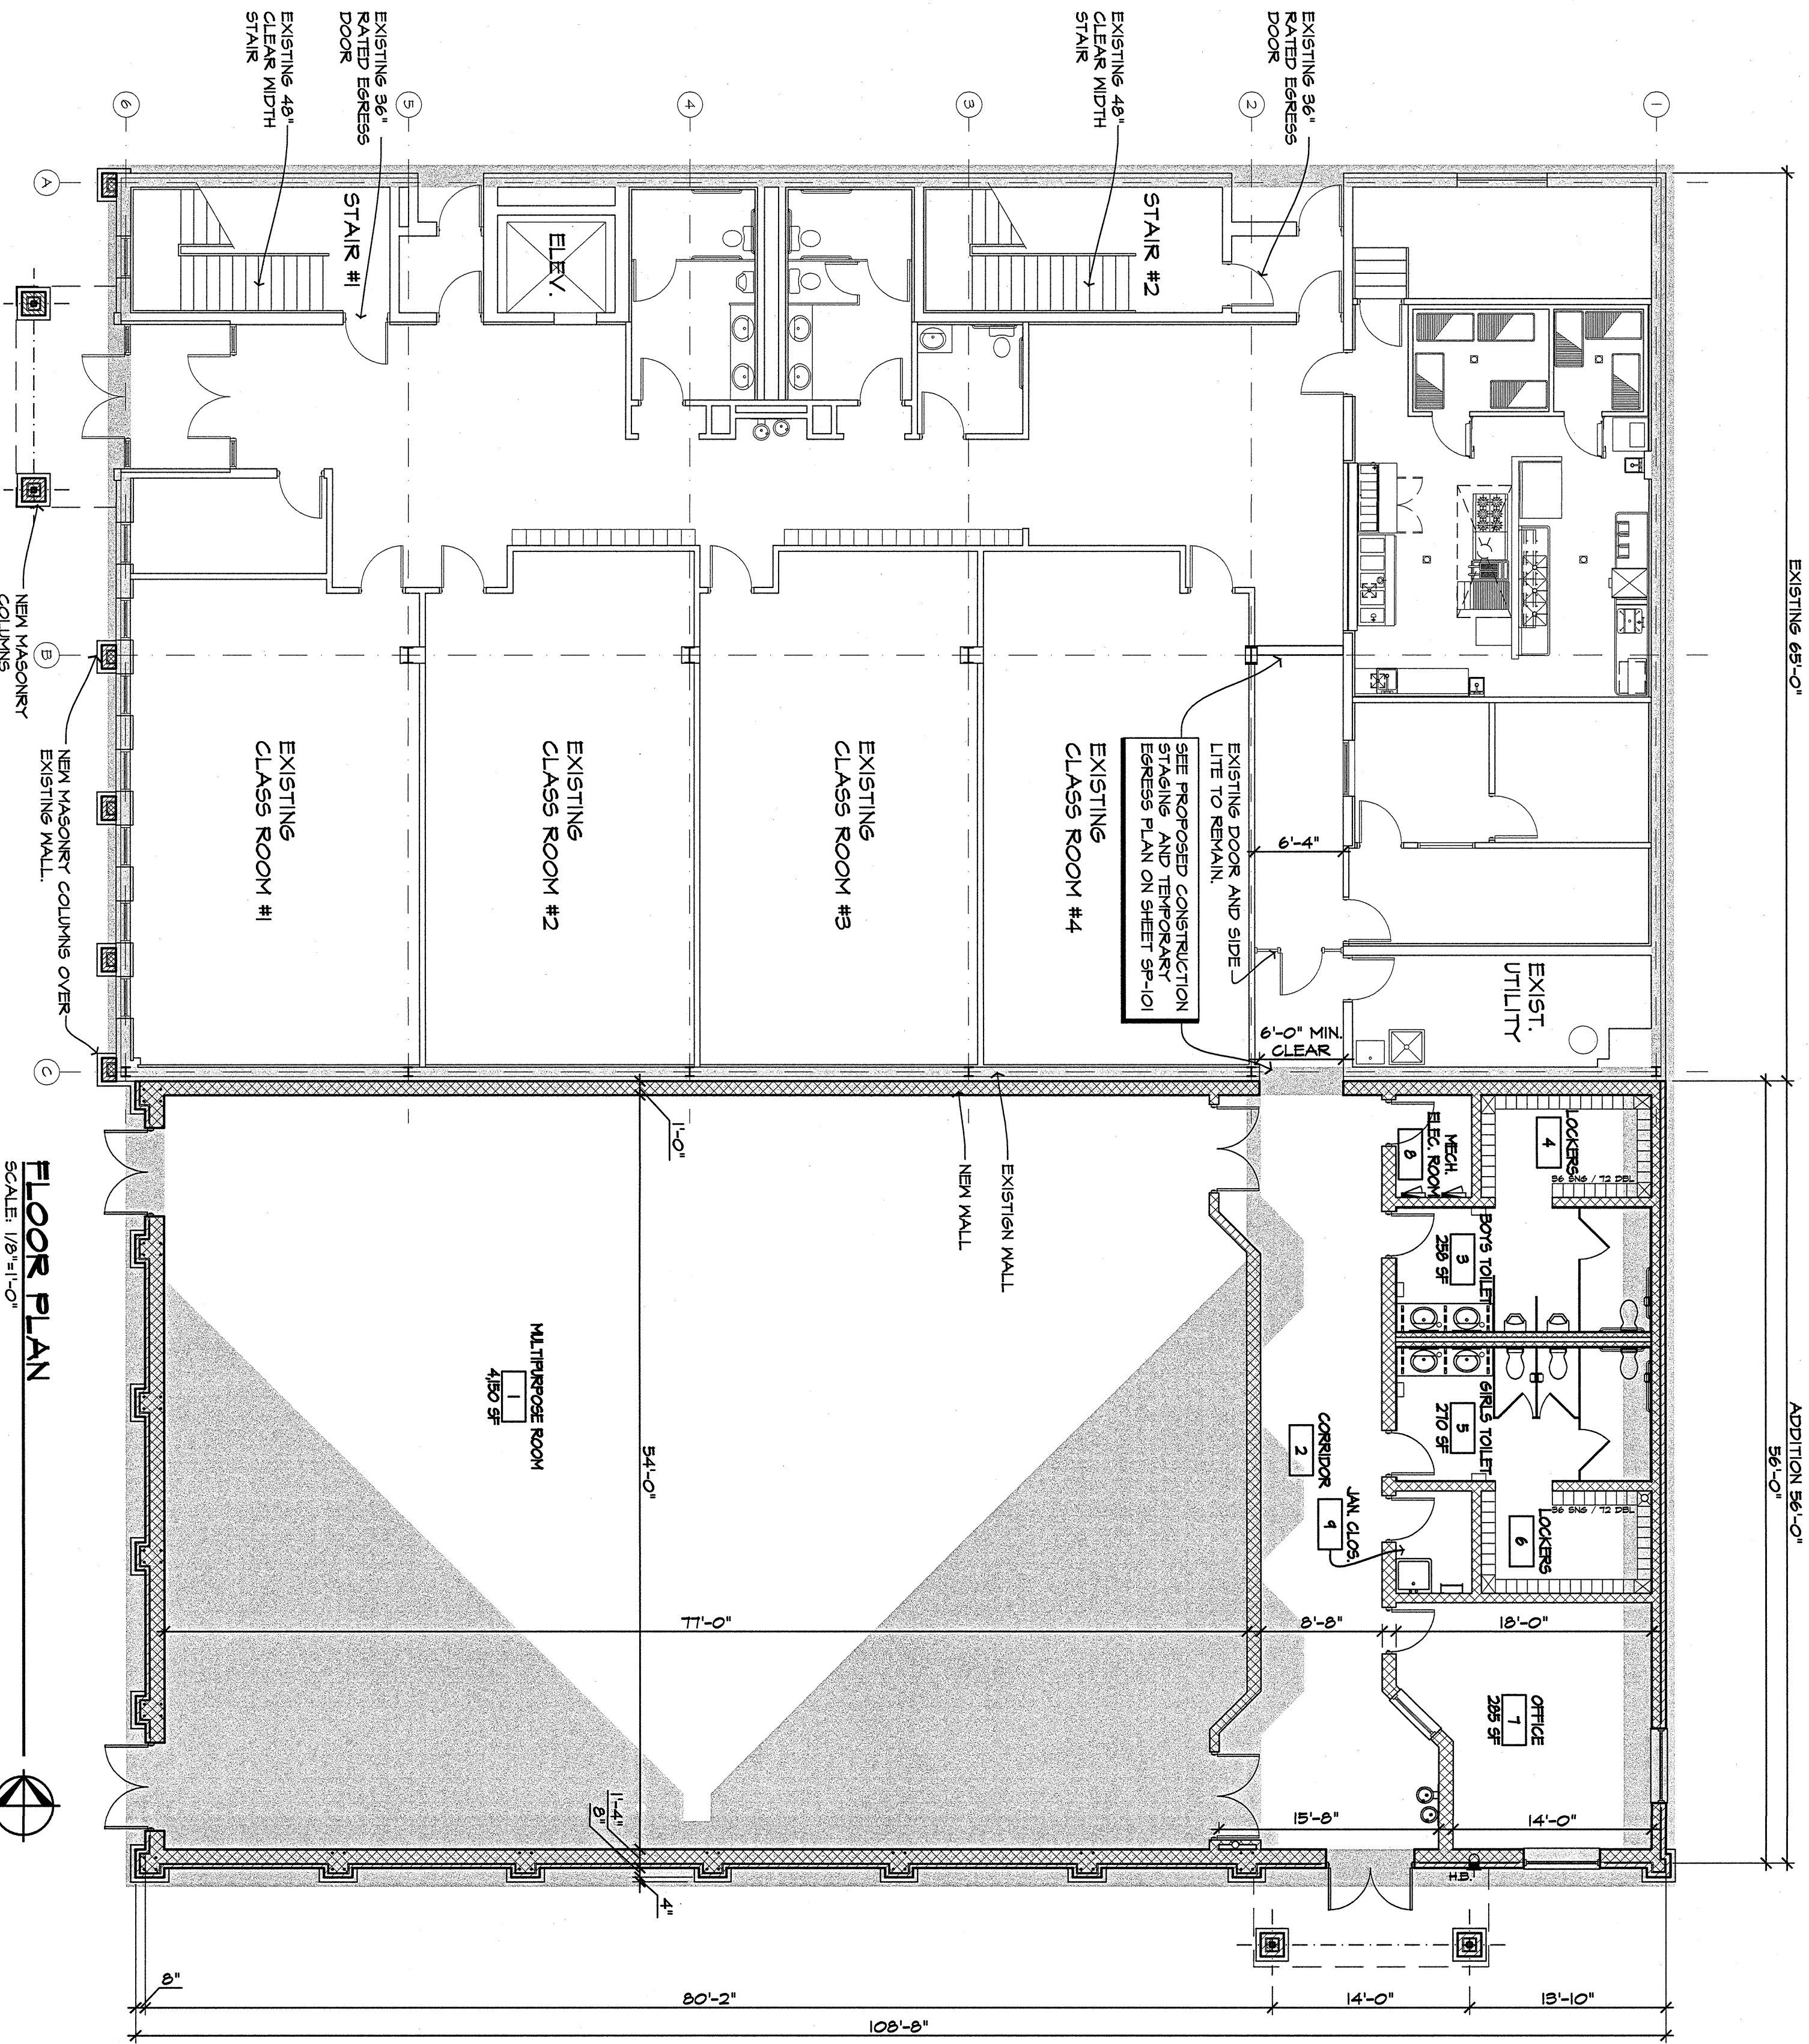 EXISTING 65'-0"
ADDITION 56'-0"
56'-0"
EXISTING 36"
RATED EGRESS
DOOR
EXISTING 48"
CLEAR WIDTH
STAIR
EXISTING 36"
RATED EGRESS
DOOR
EXISTING 48"
CLEAR WIDTH
STAIR
1
2
3
4
5
6
A
B
C
STAIR #2
STAIR #1
ELEV.
EXIST.
UTILITY
EXISTING DOOR AND SIDE
LITE TO REMAIN.
SEE PROPOSED CONSTRUCTION
STAGING AND TEMPORARY
EGRESS PLAN ON SHEET SP-101
6'-4"
6'-0" MIN.
CLEAR
EXISTING
CLASS ROOM #4
EXISTING
CLASS ROOM #3
EXISTING
CLASS ROOM #2
EXISTING
CLASS ROOM #1
NEW MASONRY
COLUMNS
NEW MASONRY COLUMNS OVER
EXISTING WALL.
EXISTIGN WALL
NEW WALL
1'-0"
54'-0"
LOCKERS
4
36 SNG / 72 DBL
MECH.
ELEC. ROOM
8
BOYS TOILET
3
258 SF
GIRLS TOILET
5
270 SF
LOCKERS
6
36 SNG / 72 DBL
CORRIDOR
2
JAN. CLOS.
9
OFFICE
7
285 SF
MULTIPURPOSE ROOM
1
4,150 SF
77'-0"
8'-8"
18'-0"
15'-8"
14'-0"
H.B.
1'-4"
8"
4"
8"
80'-2"
14'-0"
13'-10"
108'-8"
FLOOR PLAN
SCALE: 1/8"=1'-0"